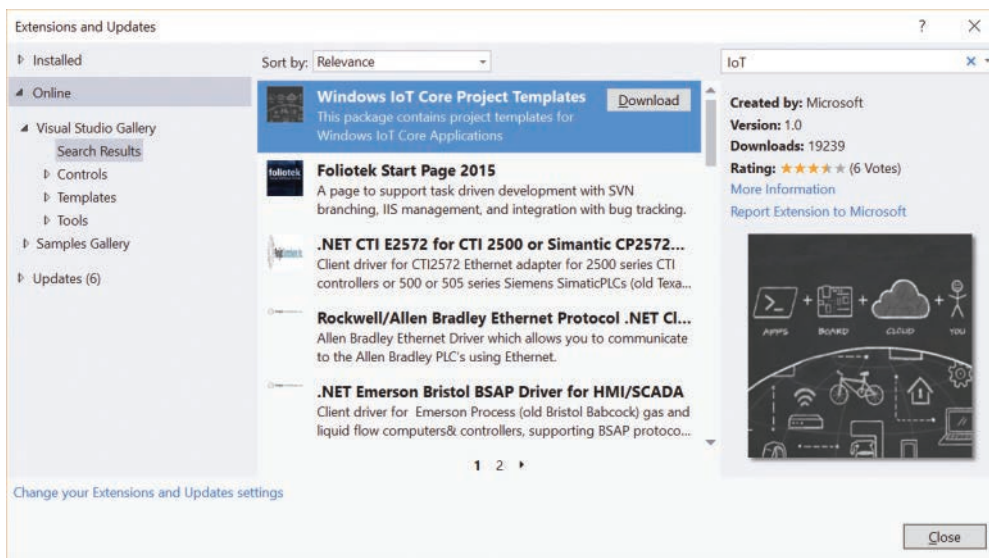 Extensions and Updates
?
Installed
Online
Visual Studio Gallery
Search Results
Controls
Templates
Tools
Samples Gallery
Updates (6)
Sort by: Relevance
Windows IoT Core Project Templates
Download
This package contains project templates for
Windows IoT Core Applications
foliotek
Foliotek Start Page 2015
A page to support task driven development with SVN
branching, IIS management, and integration with bug tracking.
.NET CTI E2572 for CTI 2500 or Simantic CP2572...
Client driver for CTI2572 Ethernet adapter for 2500 series CTI
controllers or 500 or 505 series Siemens SimaticPLCs (old Texa...
Rockwell/Allen Bradley Ethernet Protocol .NET Cl...
Allen Bradley Ethernet Driver which allows you to communicate
to the Allen Bradley PLC's using Ethernet.
.NET Emerson Bristol BSAP Driver for HMI/SCADA
Client driver for Emerson Process (old Bristol Babcock) gas and
liquid flow computers& controllers, supporting BSAP protoco...
1 2
IoT
Created by: Microsoft
Version: 1.0
Downloads: 19239
Rating: (6 Votes)
More Information
Report Extension to Microsoft
APPS BOARD CLOUD YOU
1
Change your Extensions and Updates settings
Close